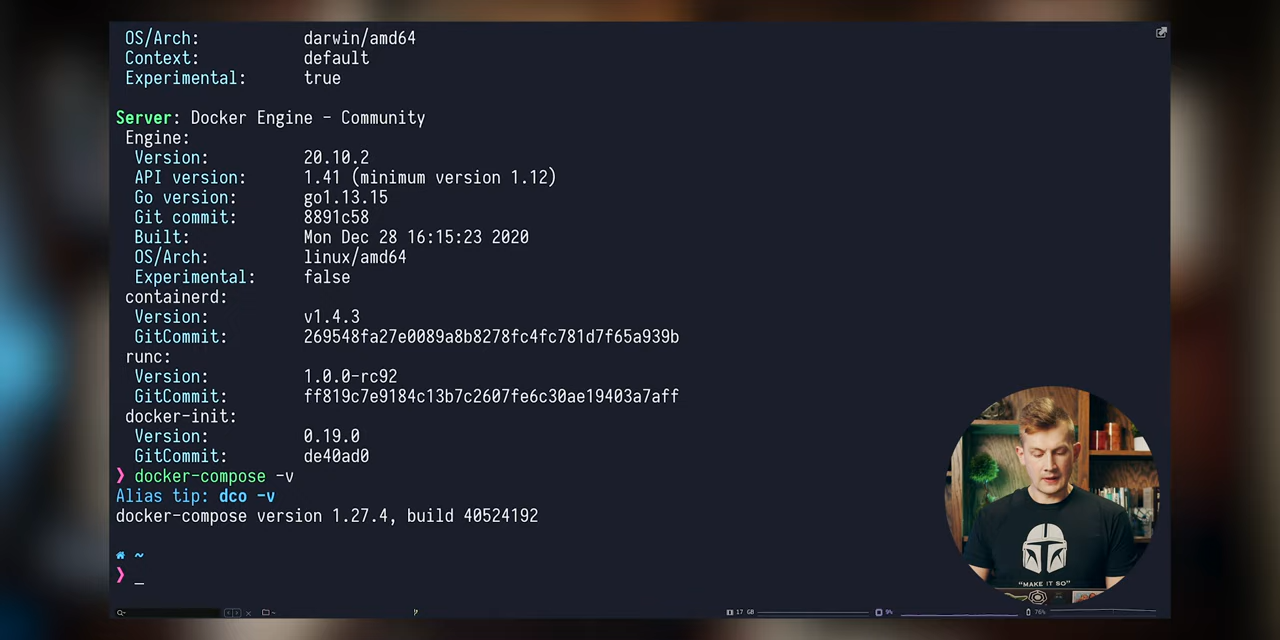 OS/Arch: darwin/amd64
Context: default
Experimental: true
Server: Docker Engine - Community
Engine:
Version: 20.10.2
API version: 1.41 (minimum version 1.12)
Go version: go1.13.15
Git commit: 8891c58
Built: Mon Dec 28 16:15:23 2020
OS/Arch: linux/amd64
Experimental: false
containerd:
Version: v1.4.3
GitCommit: 269548fa27e0089a8b8278fc4fc781d7f65a939b
runc:
Version: 1.0.0-rc92
GitCommit: ff819c7e9184c13b7c2607fe6c30ae19403a7aff
docker-init:
Version: 0.19.0
GitCommit: de40ad0
❯ docker-compose -v
Alias tip: dco -v
docker-compose version 1.27.4, build 40524192
~
❯ _
"MAKE IT SO"
17 GB 9% 76%